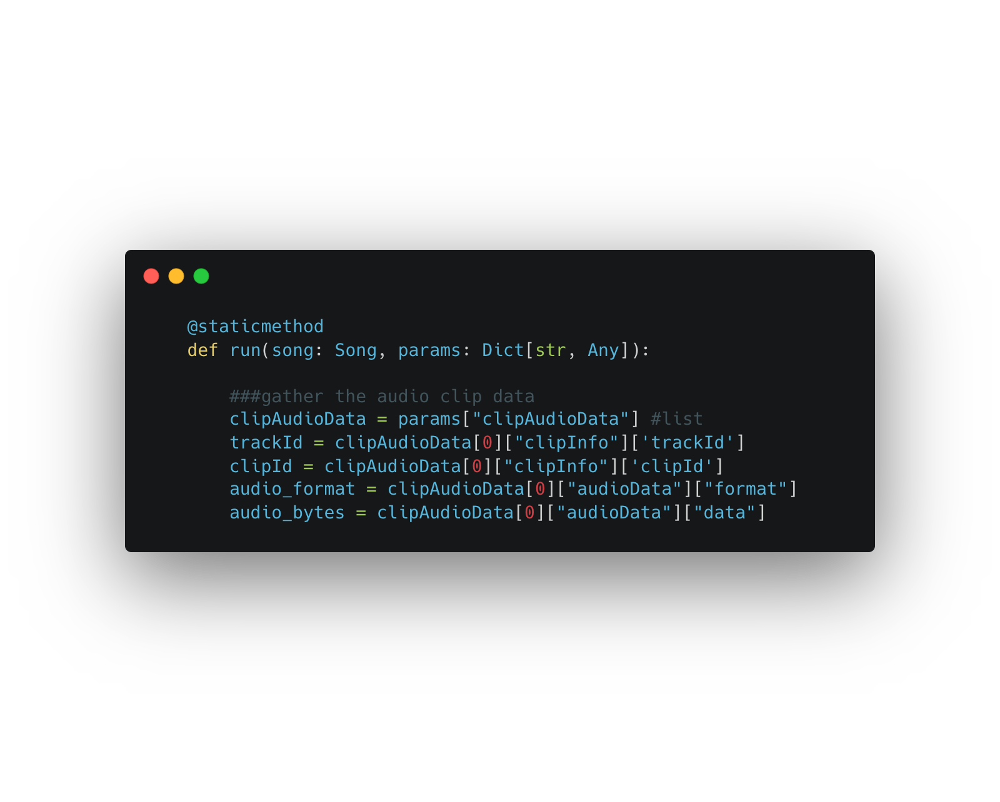 @staticmethod
def run(song: Song, params: Dict[str, Any]):
###gather the audio clip data
clipAudioData = params["clipAudioData"] #list
trackId = clipAudioData[0]["clipInfo"]['trackId']
clipId = clipAudioData[0]["clipInfo"]['clipId']
audio_format = clipAudioData[0]["audioData"]["format"]
audio_bytes = clipAudioData[0]["audioData"]["data"]